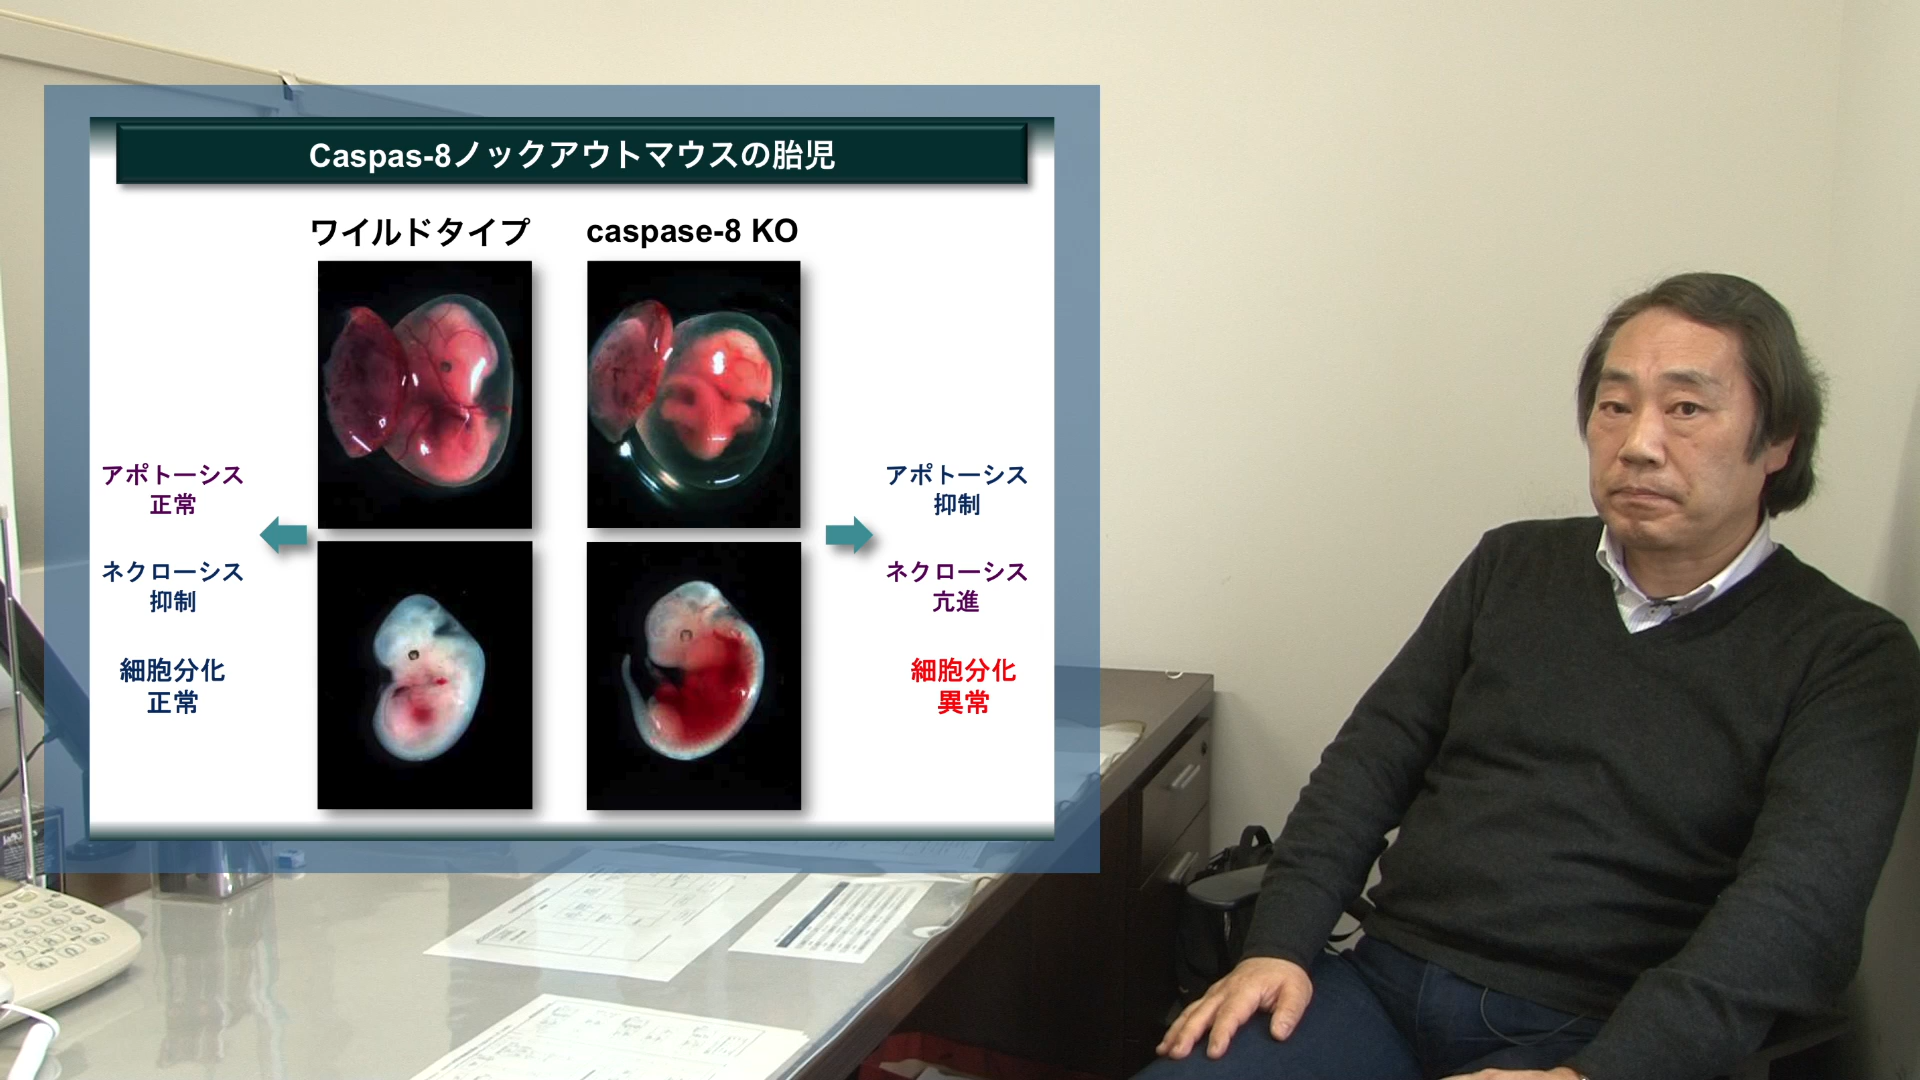 Caspas-8ノックアウトマウスの胎児
ワイルドタイプ
caspase-8 KO
アポトーシス
正常
ネクローシス
抑制
細胞分化
正常
アポトーシス
抑制
ネクローシス
亢進
細胞分化
異常